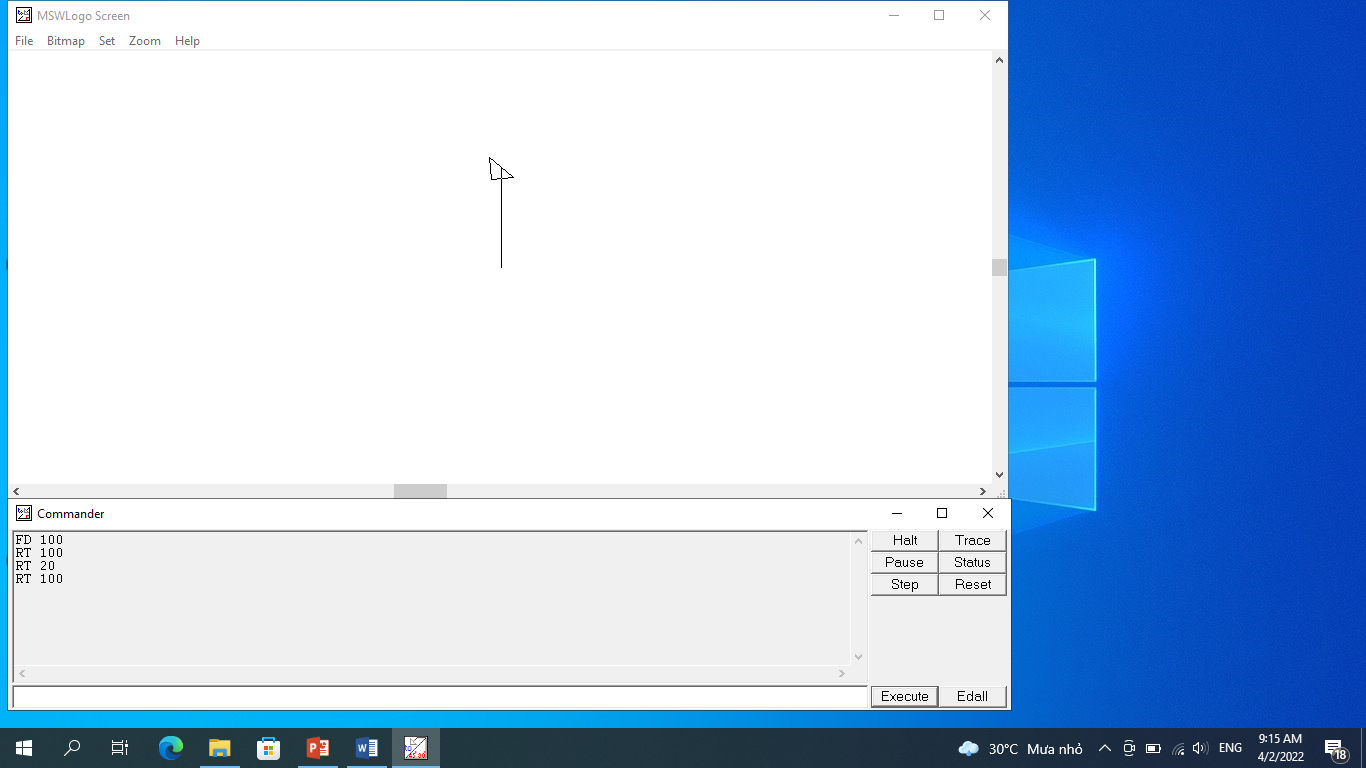 MSWLogo Screen
File Bitmap Set Zoom Help
Commander
FD 100
RT 100
RT 20
RT 100
Halt Trace
Pause Status
Step Reset
Execute Edall
30°C Mưa nhỏ ENG 9:15 AM
4/2/2022
18